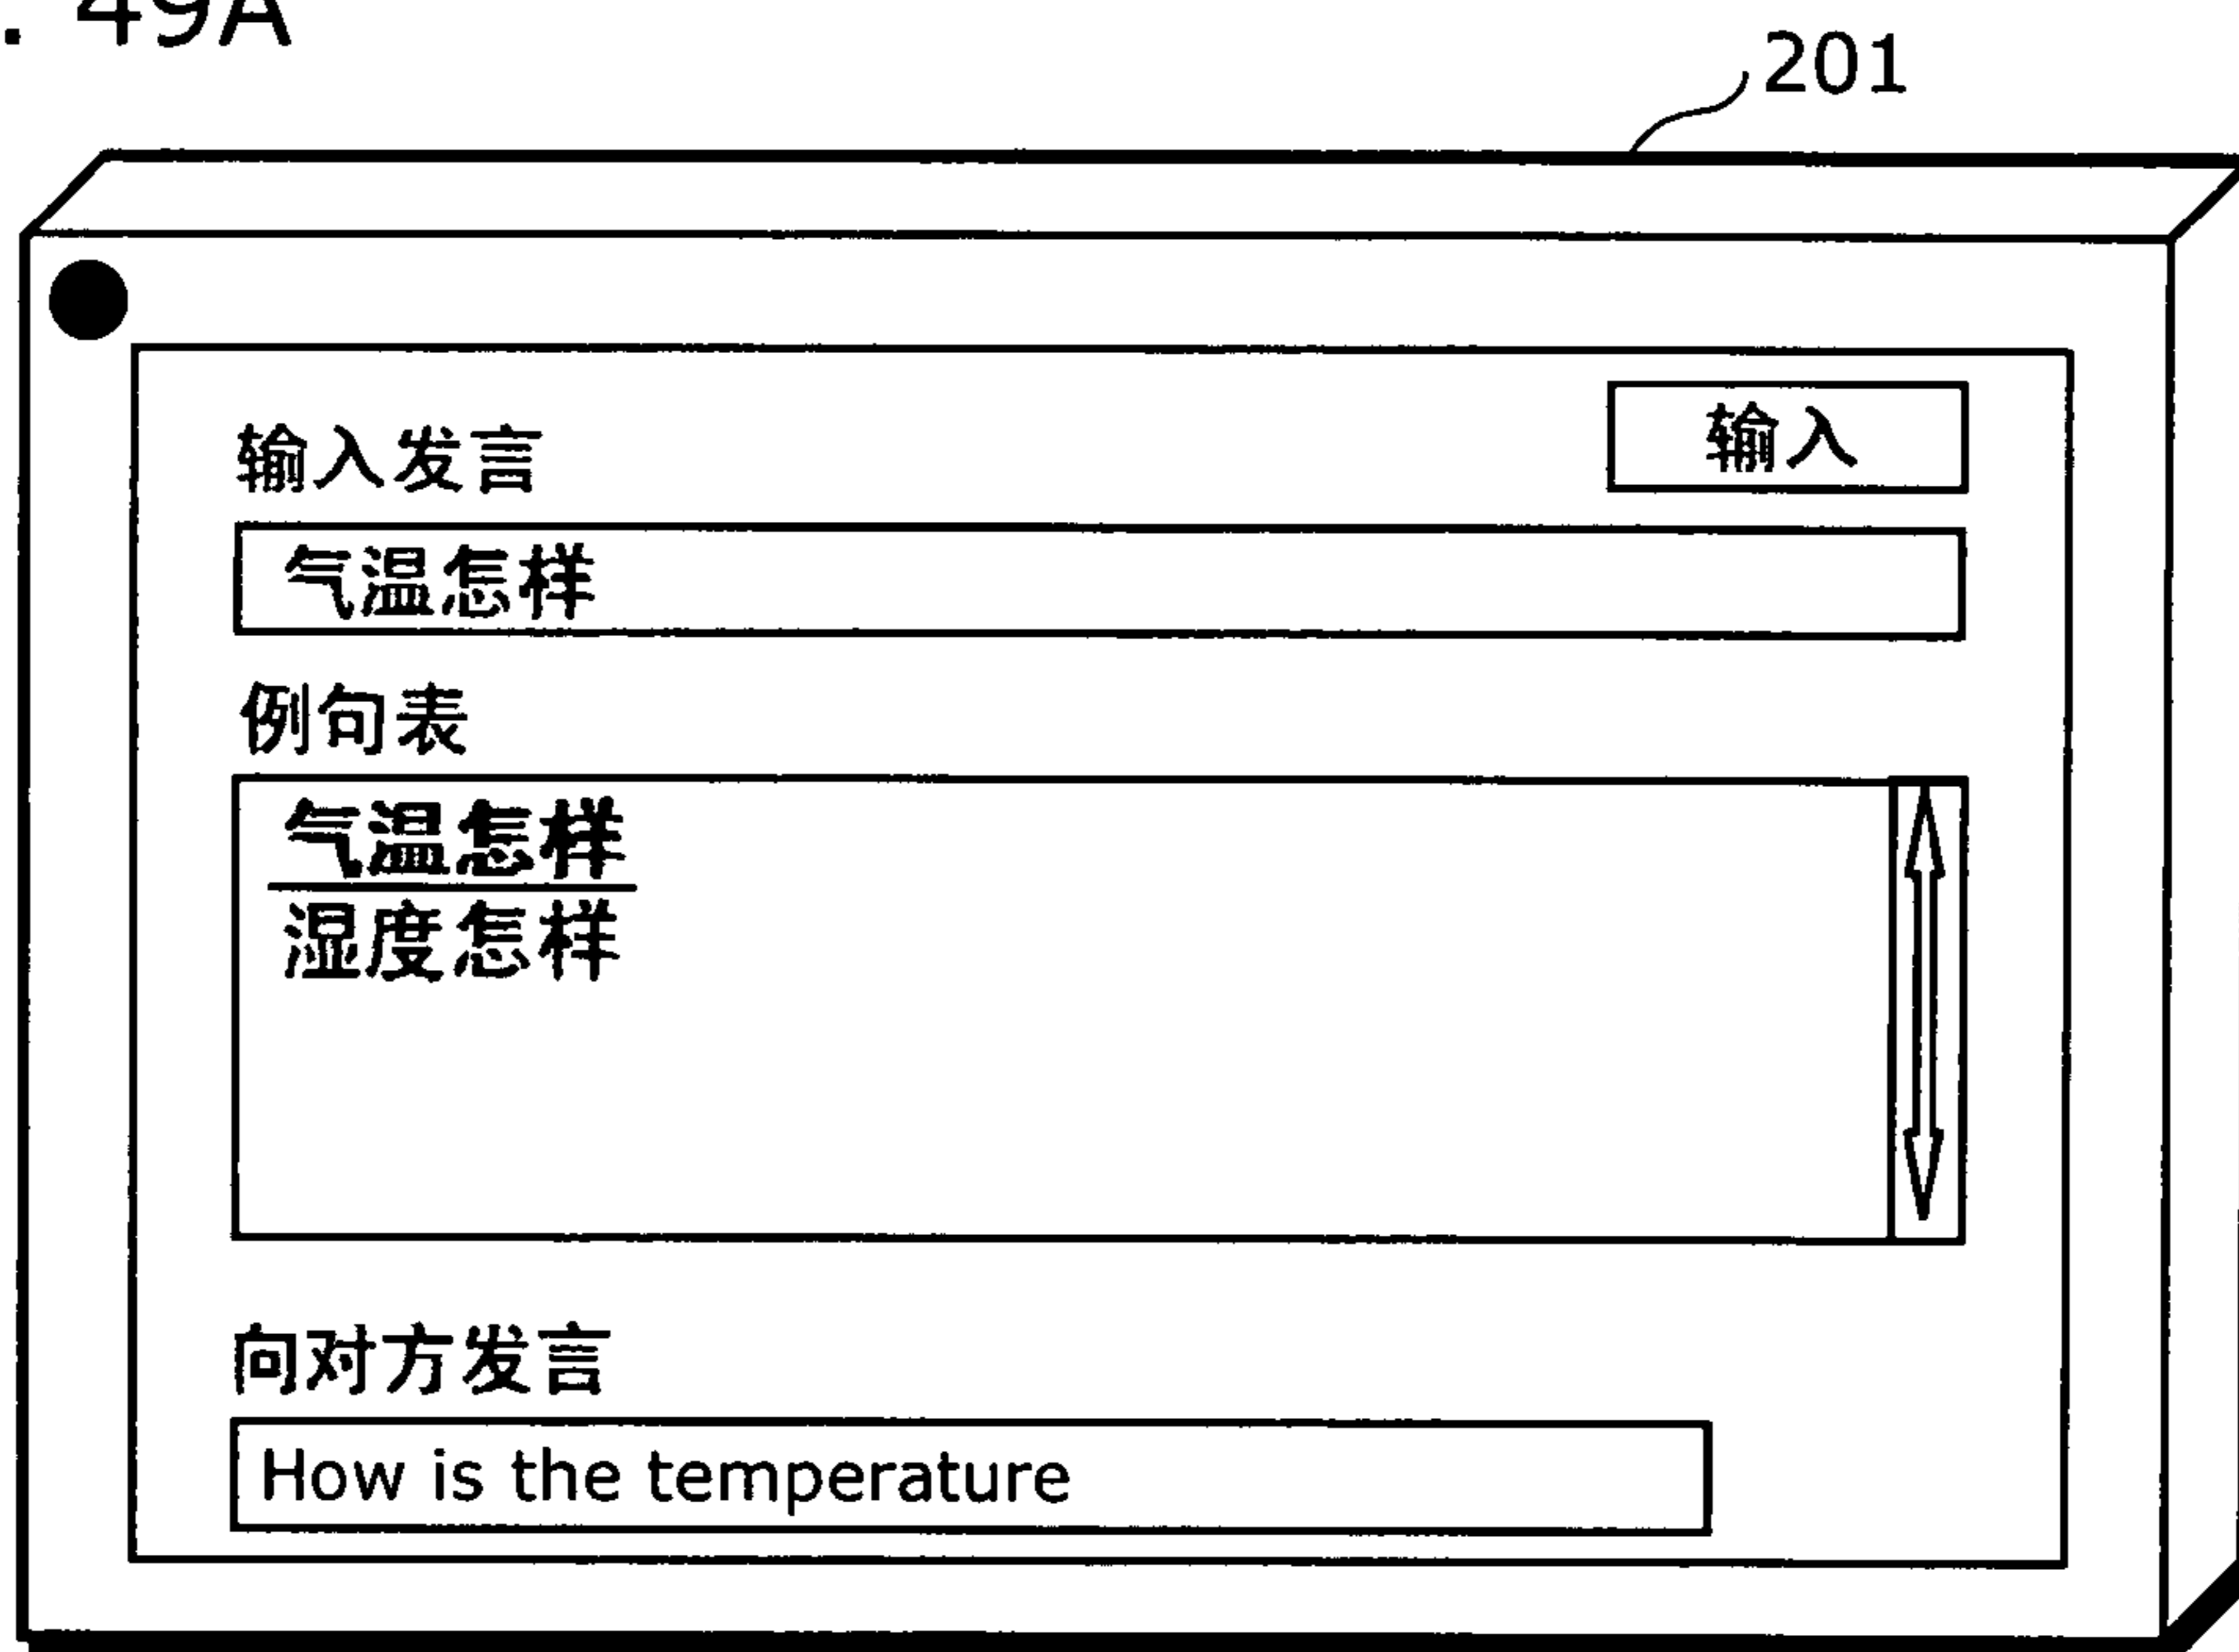 . 49A
201
输入发言
输入
气温怎样
例句表
气温怎样
湿度怎样
向对方发言
How is the temperature